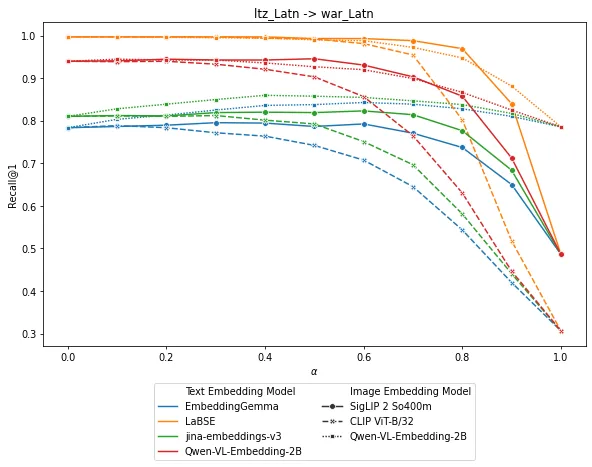 ltz_Latn -> war_Latn
Recall@1
1.0
0.9
0.8
0.7
0.6
0.5
0.4
0.3
0.0 0.2 0.4 0.6 0.8 1.0
α
Text Embedding Model Image Embedding Model
EmbeddingGemma SigLIP 2 So400m
LaBSE CLIP ViT-B/32
jina-embeddings-v3 Qwen-VL-Embedding-2B
Qwen-VL-Embedding-2B